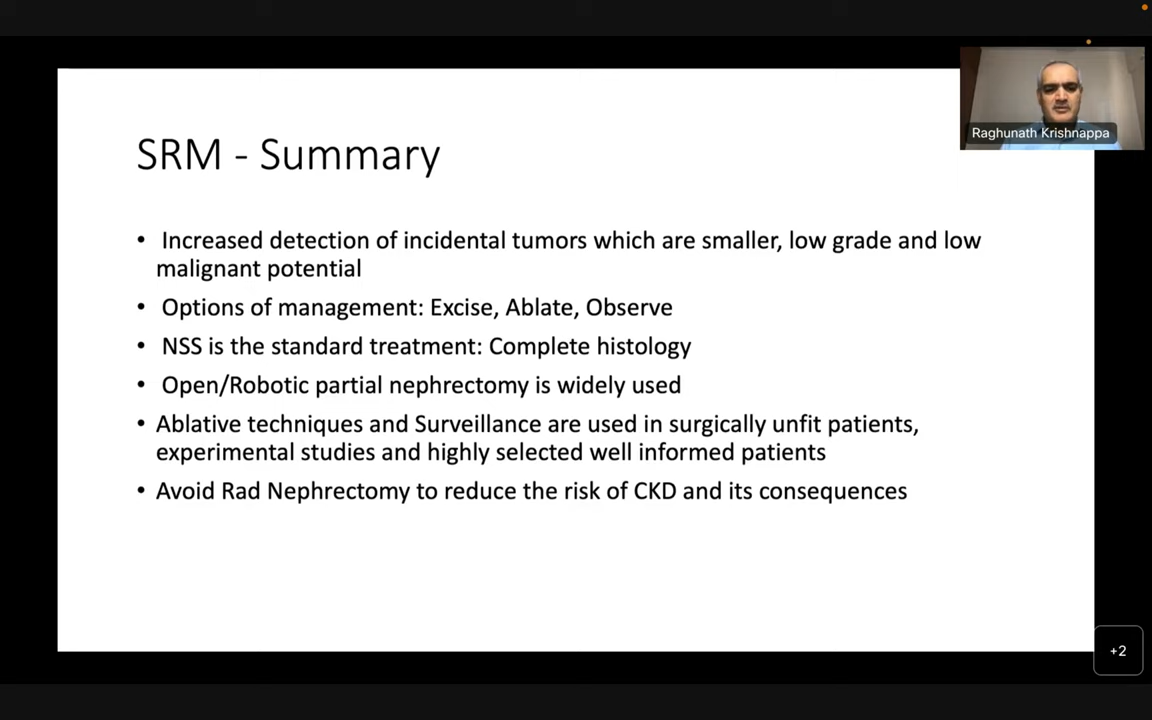 Raghunath Krishnappa
SRM - Summary
• Increased detection of incidental tumors which are smaller, low grade and low
malignant potential
• Options of management: Excise, Ablate, Observe
• NSS is the standard treatment: Complete histology
• Open/Robotic partial nephrectomy is widely used
• Ablative techniques and Surveillance are used in surgically unfit patients,
experimental studies and highly selected well informed patients
• Avoid Rad Nephrectomy to reduce the risk of CKD and its consequences
+2